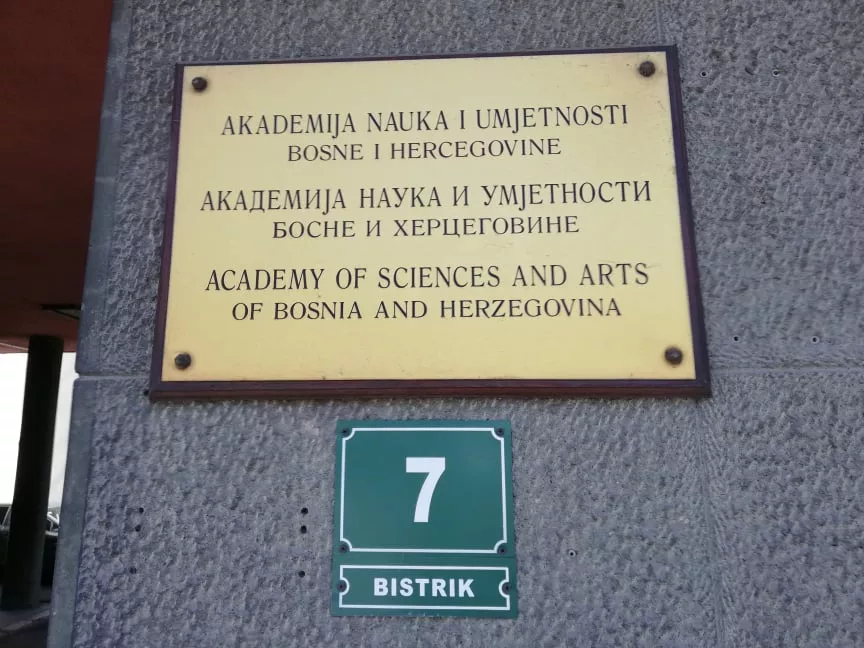 AKADEMIJA NAUKA I UMJETNOSTI
BOSNE I HERCEGOVINE
АКАДЕМИЈА НАУКА И УМЈЕТНОСТИ
БОСНЕ И ХЕРЦЕГОВИНЕ
ACADEMY OF SCIENCES AND ARTS
OF BOSNIA AND HERZEGOVINA
7
BISTRIK